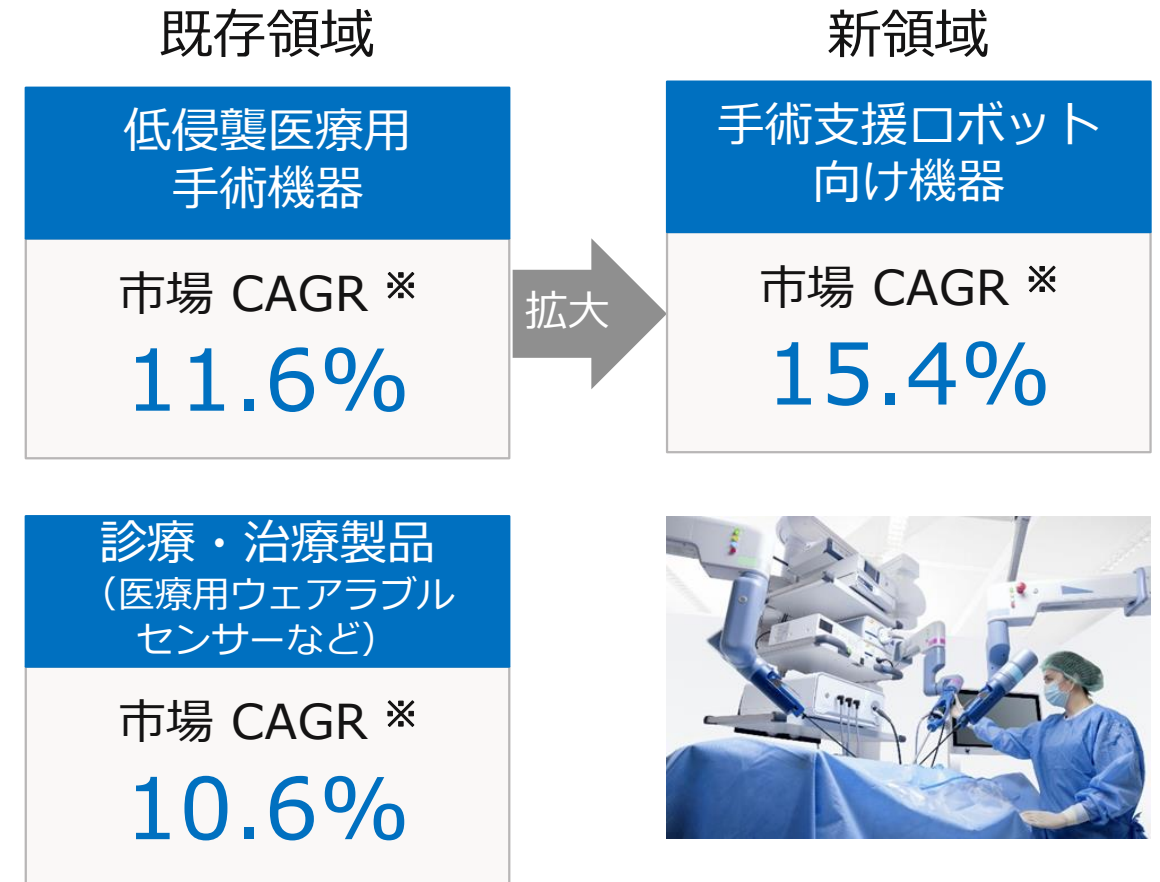 既存領域
低侵襲医療用
手術機器
市場 CAGR ※
11.6%
拡大
新領域
手術支援ロボット
向け機器
市場 CAGR ※
15.4%
診療・治療製品
（医療用ウェアラブル
センサーなど）
市場 CAGR ※
10.6%